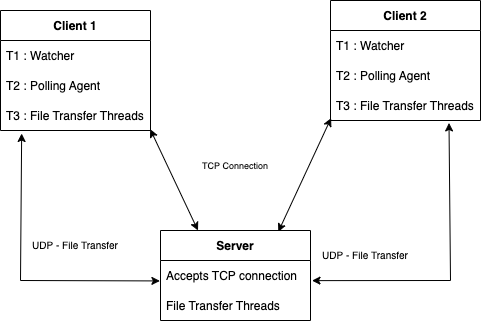 Client 1
T1 : Watcher
T2 : Polling Agent
T3 : File Transfer Threads
Client 2
T1 : Watcher
T2 : Polling Agent
T3 : File Transfer Threads
TCP Connection
UDP - File Transfer
UDP - File Transfer
Server
Accepts TCP connection
File Transfer Threads